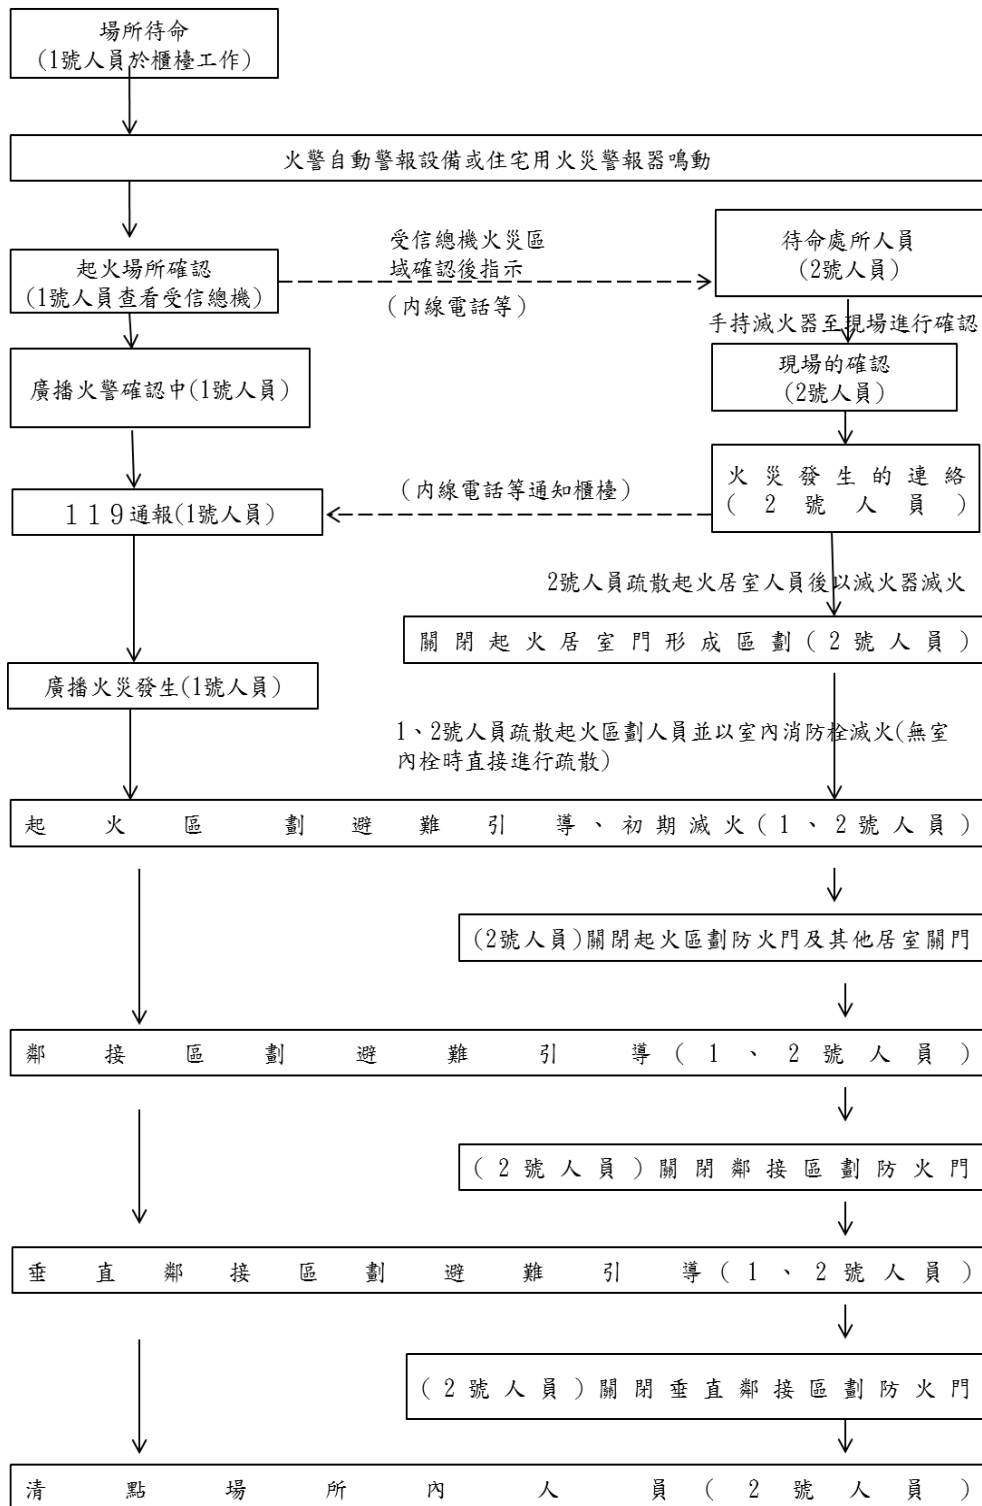 場所待命
(1號人員於櫃檯工作)
火警自動警報設備或住宅用火災警報器鳴動
起火場所確認
(1號人員查看受信總機)
受信總機火災區
域確認後指示
(內線電話等)
待命處所人員
(2號人員)
手持滅火器至現場進行確認
廣播火警確認中(1號人員)
現場的確認
(2號人員)
火災發生的連絡
(2號人員)
(內線電話等通知櫃檯)
119通報(1號人員)
2號人員疏散起火居室人員後以滅火器滅火
關閉起火居室門形成區劃(2號人員)
廣播火災發生(1號人員)
1、2號人員疏散起火區劃人員並以室內消防栓滅火(無室
內栓時直接進行疏散)
起火區劃避難引導、初期滅火(1、2號人員)
(2號人員)關閉起火區劃防火門及其他居室關門
鄰接區劃避難引導(1、2號人員)
(2號人員)關閉鄰接區劃防火門
垂直鄰接區劃避難引導(1、2號人員)
(2號人員)關閉垂直鄰接區劃防火門
清點場所內人員(2號人員)